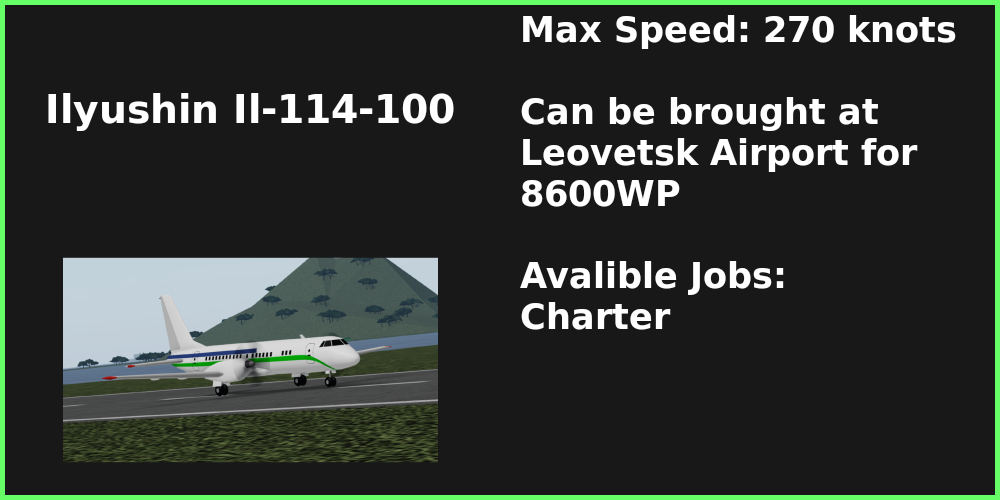 Ilyushin Il-114-100
Max Speed: 270 knots
Can be brought at
Leovetsk Airport for
8600WP
Avalible Jobs:
Charter